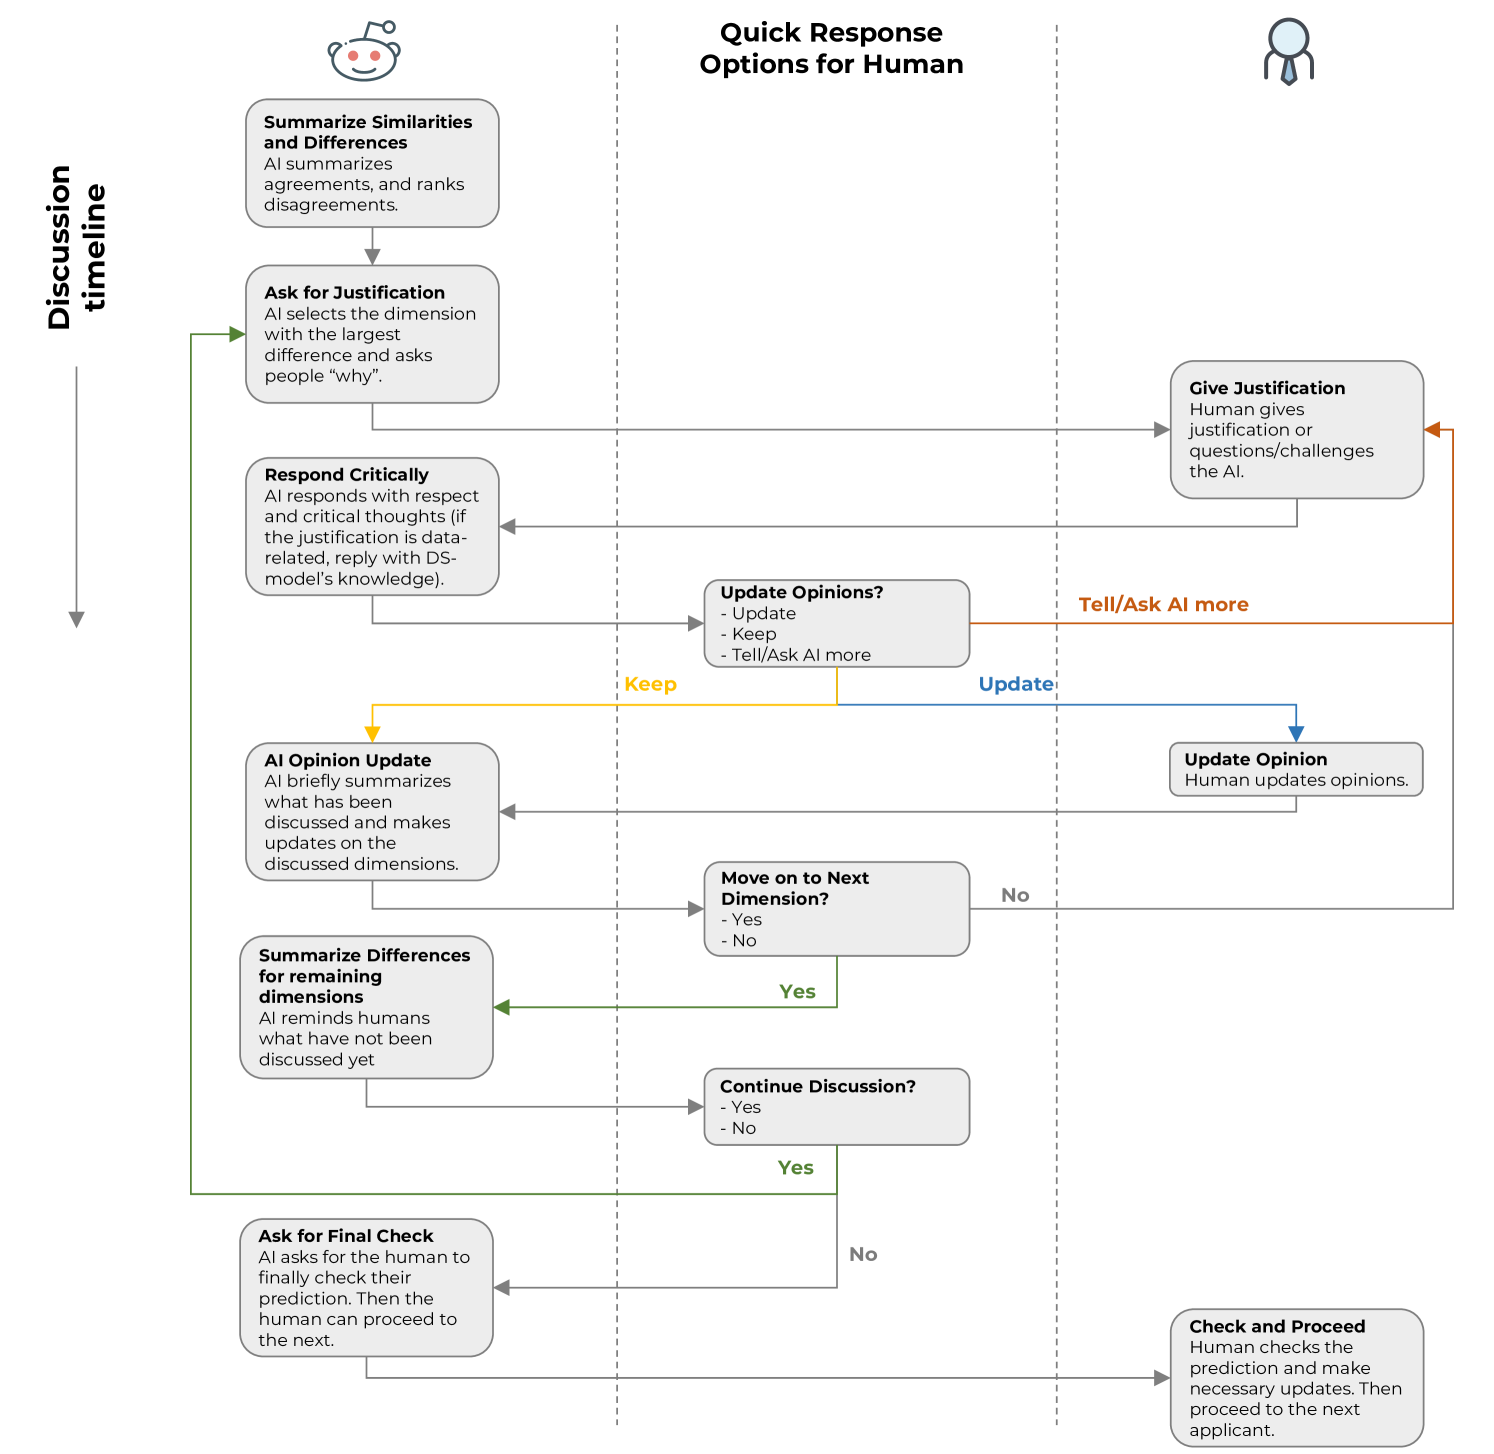 Quick Response
Options for Human
Discussion
timeline
Summarize Similarities
and Differences
AI summarizes
agreements, and ranks
disagreements.
Ask for Justification
AI selects the dimension
with the largest
difference and asks
people “why”.
Give Justification
Human gives
justification or
questions/challenges
the AI.
Respond Critically
AI responds with respect
and critical thoughts (if
the justification is data-
related, reply with DS-
model’s knowledge).
Update Opinions?
- Update
- Keep
- Tell/Ask AI more
Tell/Ask AI more
Keep
Update
AI Opinion Update
AI briefly summarizes
what has been
discussed and makes
updates on the
discussed dimensions.
Update Opinion
Human updates opinions.
Move on to Next
Dimension?
- Yes
- No
No
Yes
Summarize Differences
for remaining
dimensions
AI reminds humans
what have not been
discussed yet
Continue Discussion?
- Yes
- No
Yes
No
Ask for Final Check
AI asks for the human to
finally check their
prediction. Then the
human can proceed to
the next.
Check and Proceed
Human checks the
prediction and make
necessary updates. Then
proceed to the next
applicant.